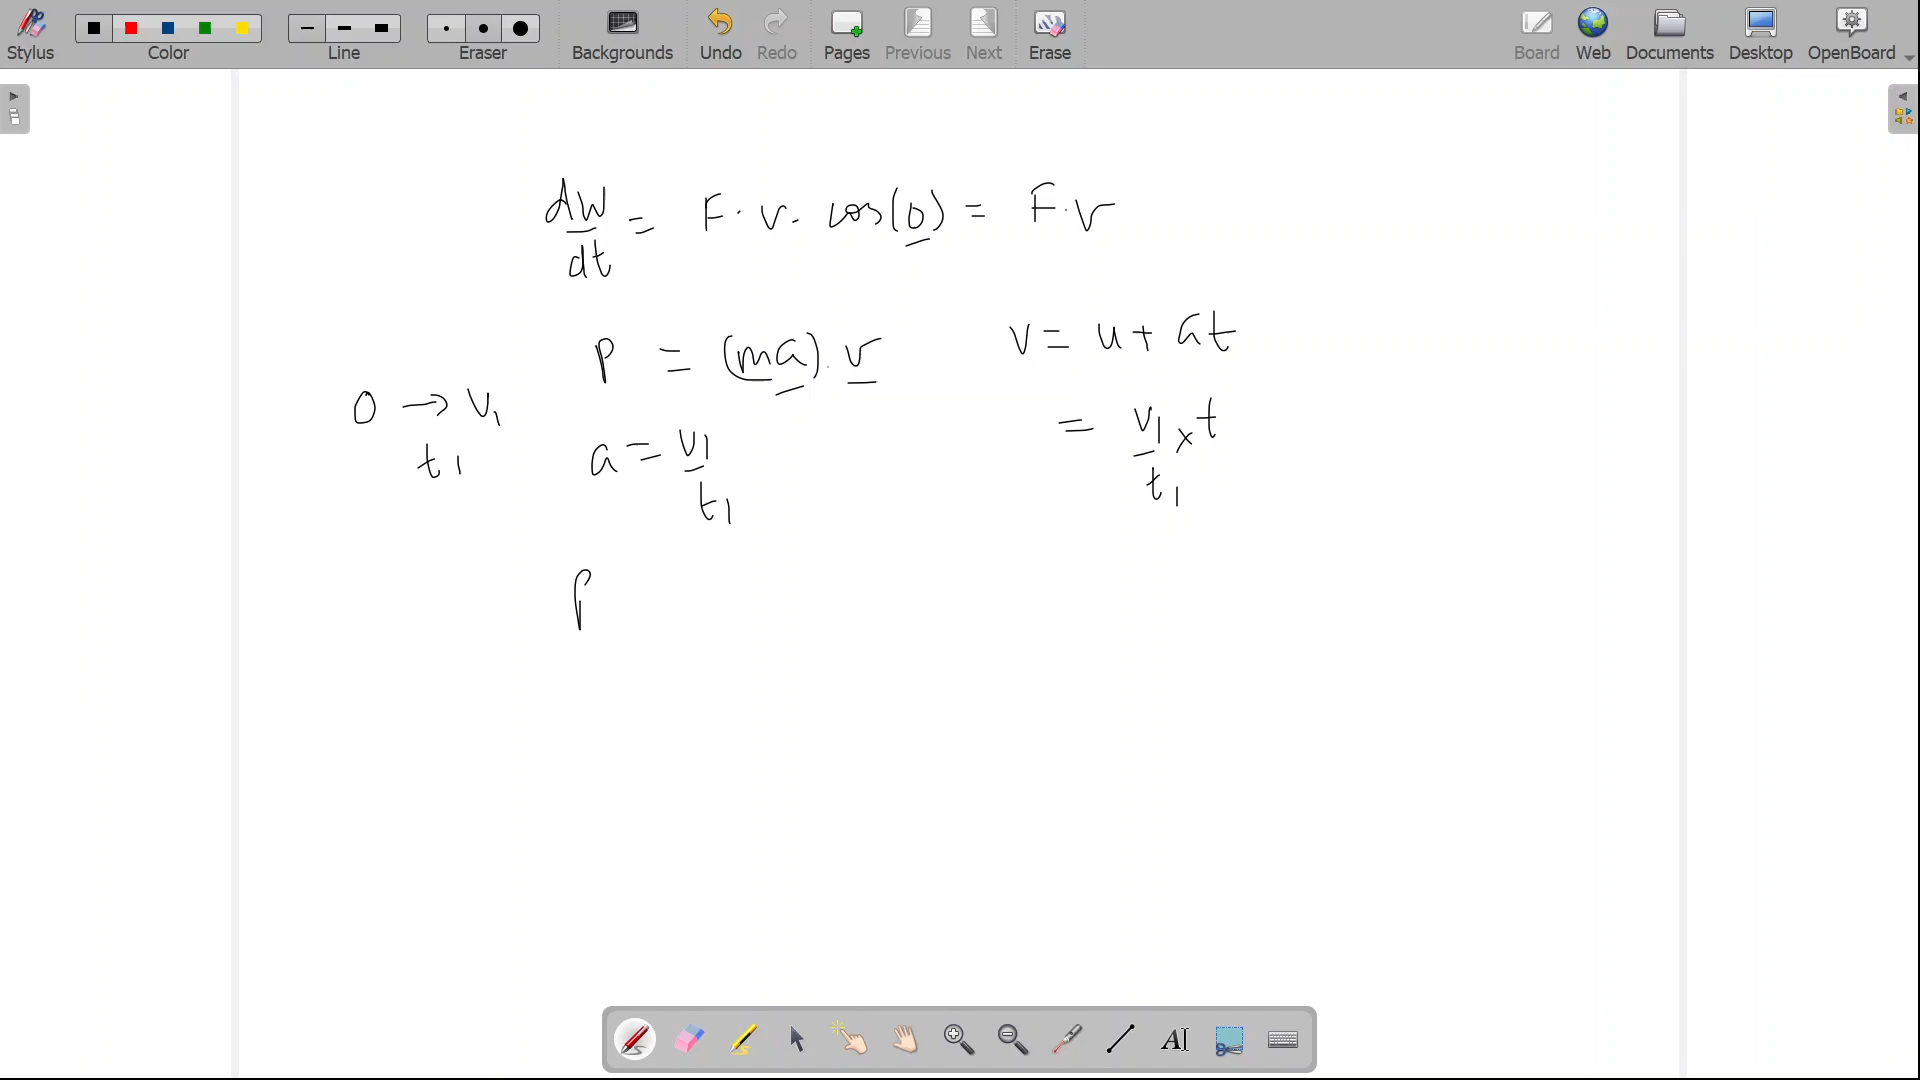 Stylus Color Line Eraser Backgrounds Undo Redo Pages Previous Next Erase Board Web Documents Desktop OpenBoard
dW/dt = F · v · cos(0) = F · v
P = (ma) · v
v = u + at
0 → v₁
t₁
a = v₁/t₁
= v₁/t₁ × t
P